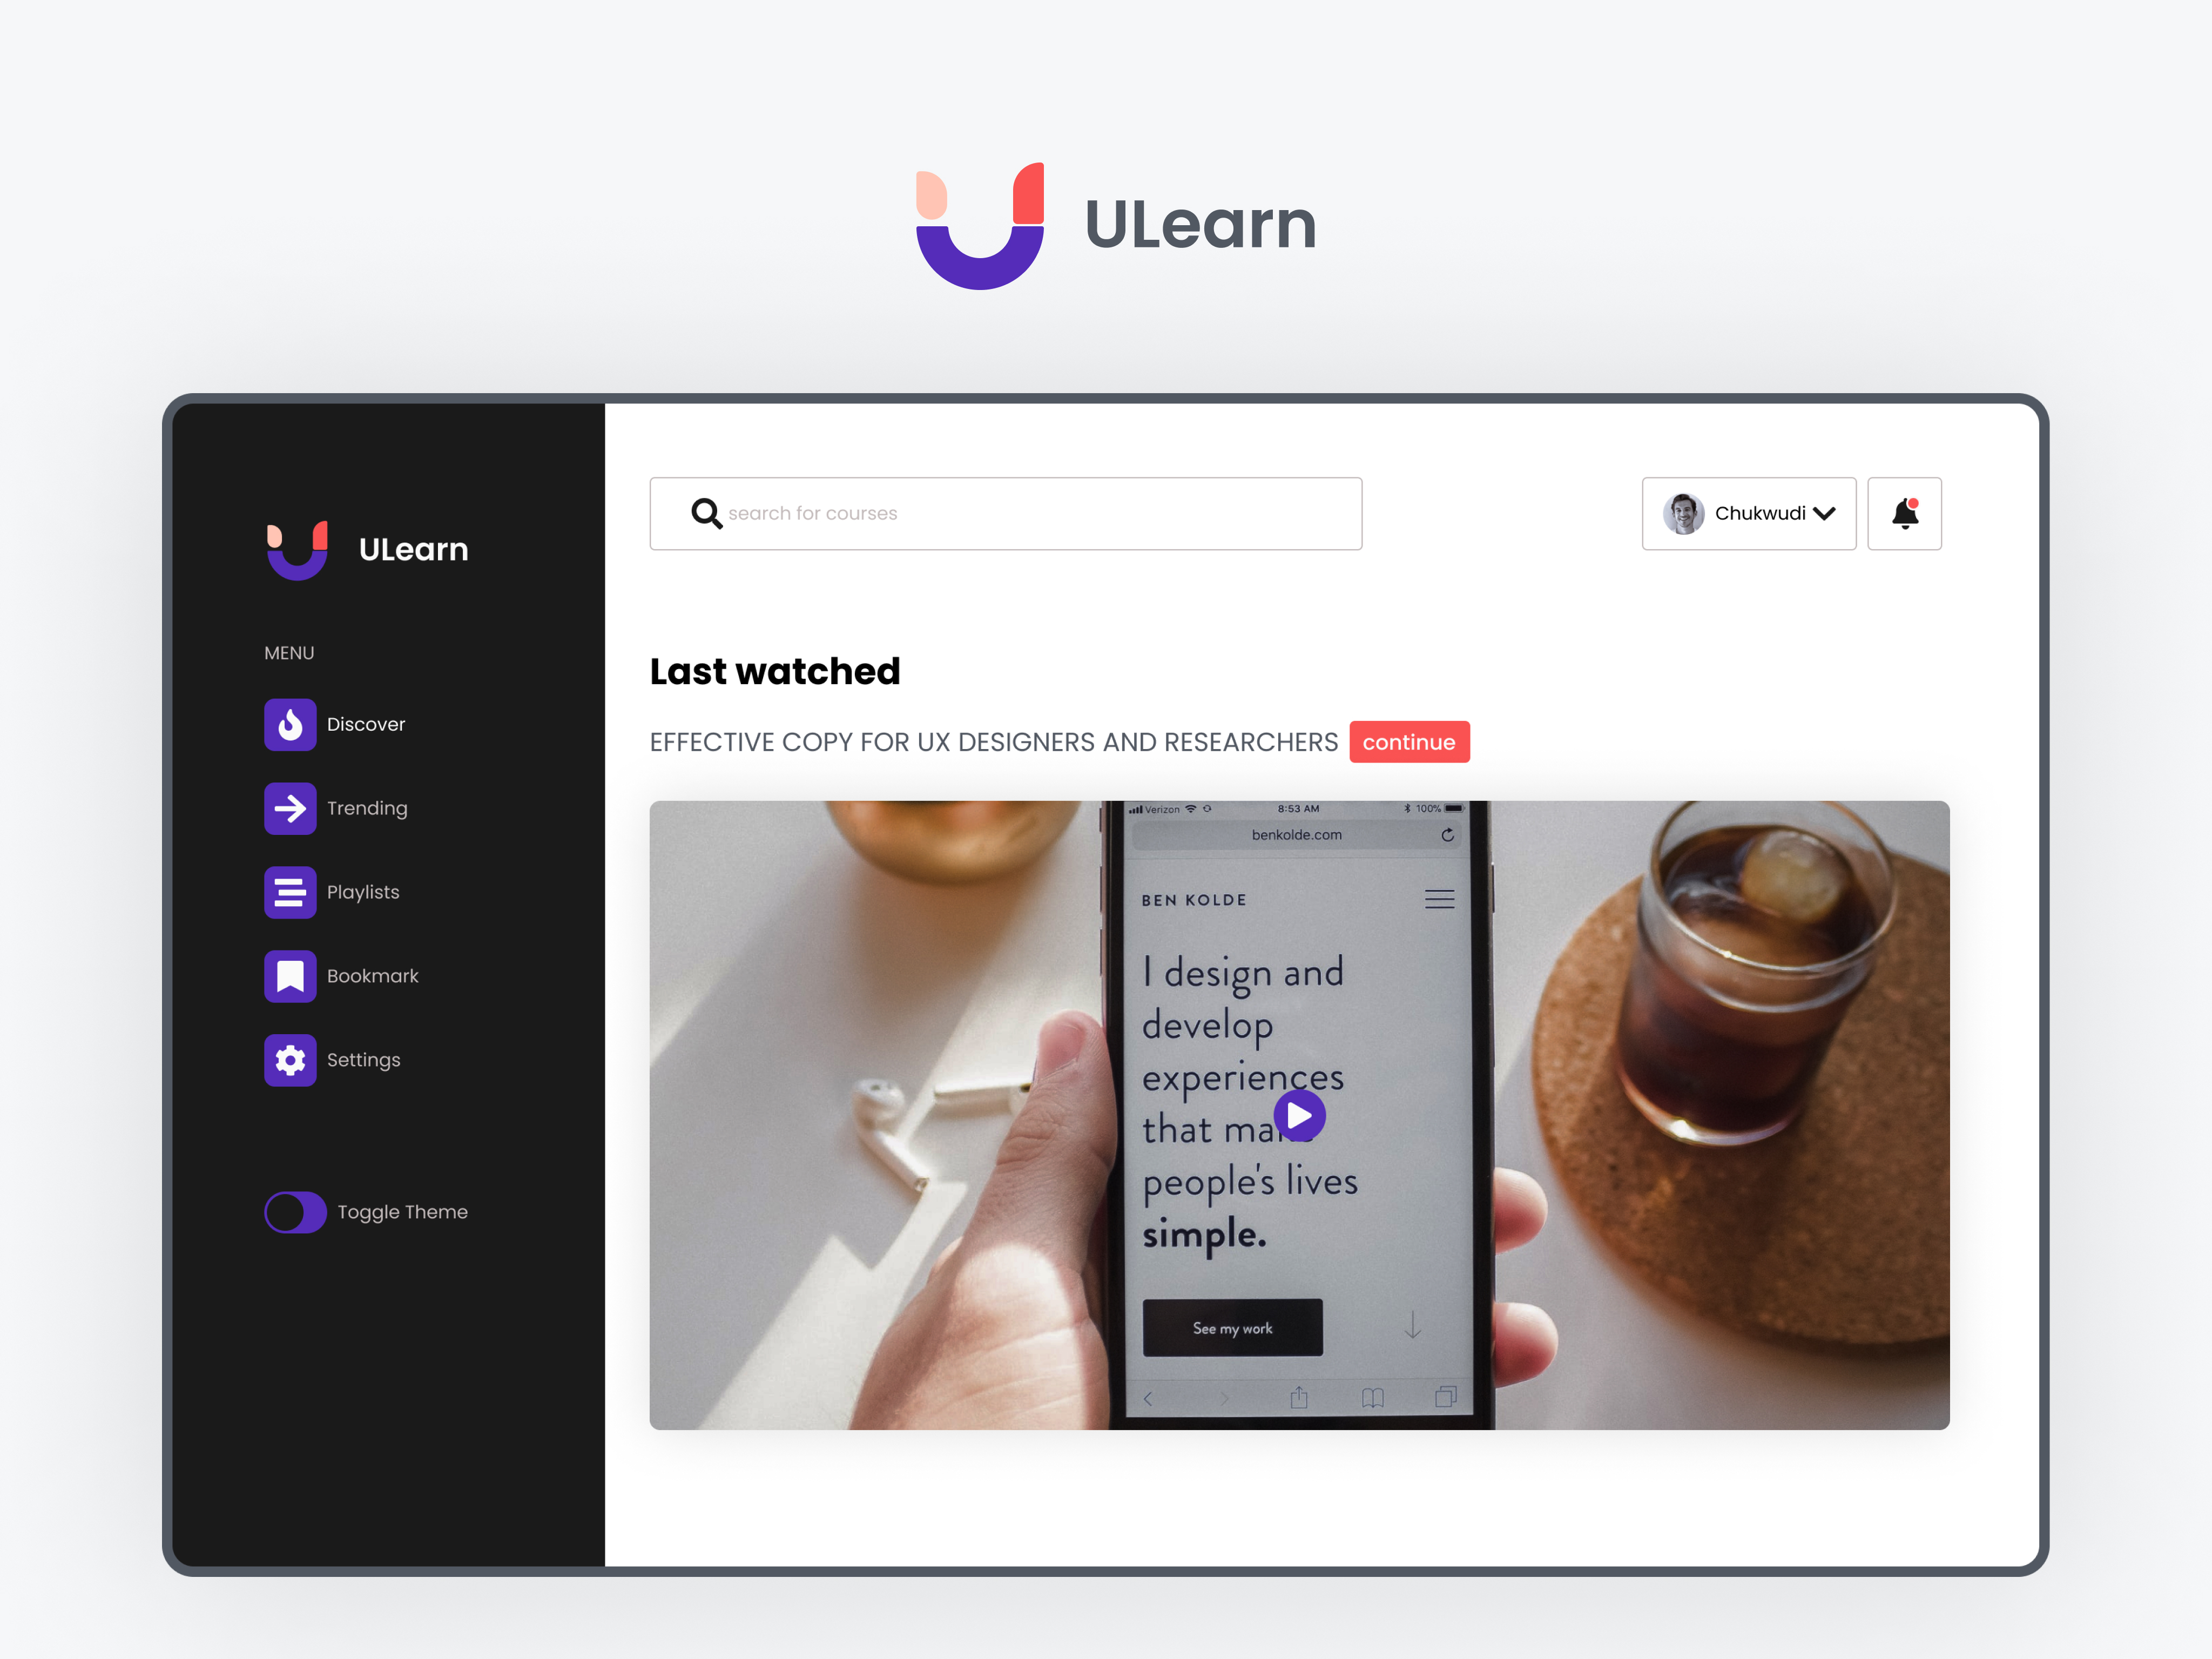 ULearn
ULearn
MENU
Discover
Trending
Playlists
Bookmark
Settings
Toggle Theme
search for courses
Chukwudi
Last watched
EFFECTIVE COPY FOR UX DESIGNERS AND RESEARCHERS
continue
Verizon 8:53 AM 100%
benkolde.com
BEN KOLDE
I design and
develop
experiences
that make
people's lives
simple.
See my work